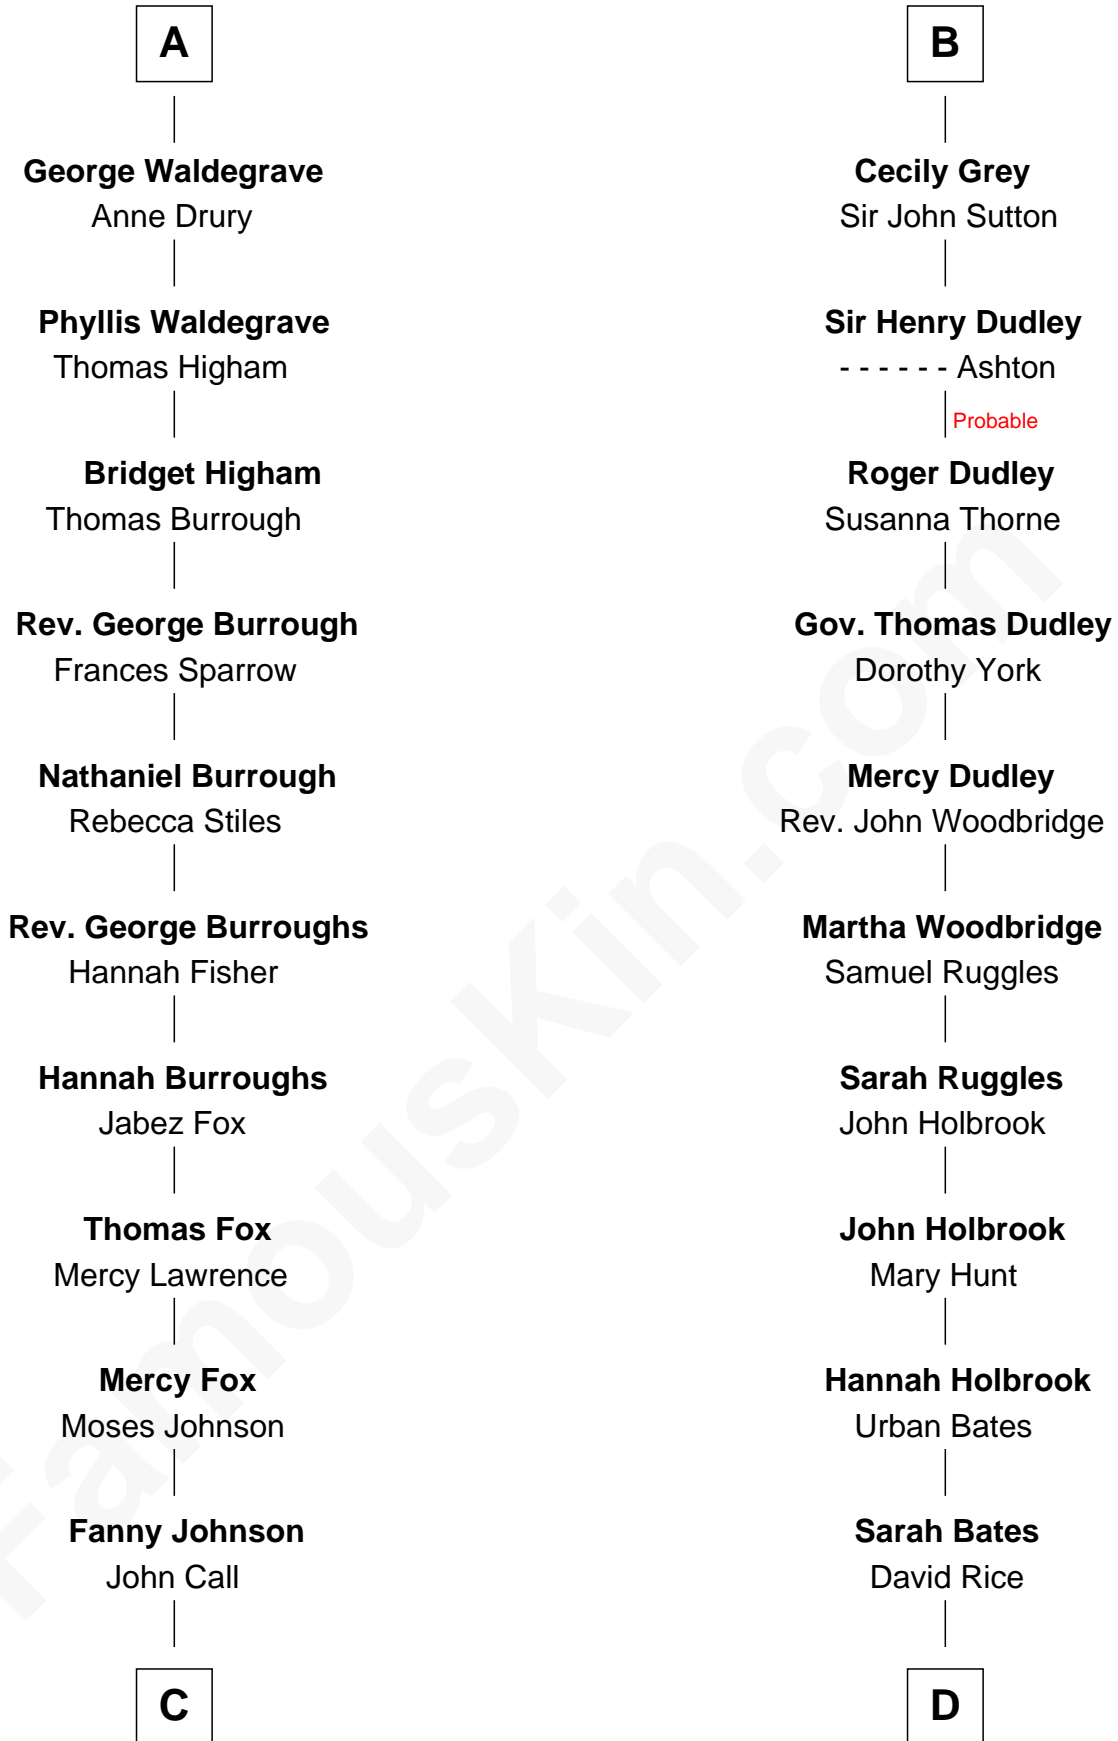 A
George Waldegrave
Anne Drury
Phyllis Waldegrave
Thomas Higham
Bridget Higham
Thomas Burrough
Rev. George Burrough
Frances Sparrow
Nathaniel Burrough
Rebecca Stiles
Rev. George Burroughs
Hannah Fisher
Hannah Burroughs
Jabez Fox
Thomas Fox
Mercy Lawrence
Mercy Fox
Moses Johnson
Fanny Johnson
John Call
C
B
Cecily Grey
Sir John Sutton
Sir Henry Dudley
- - - - - - Ashton
Probable
Roger Dudley
Susanna Thorne
Gov. Thomas Dudley
Dorothy York
Mercy Dudley
Rev. John Woodbridge
Martha Woodbridge
Samuel Ruggles
Sarah Ruggles
John Holbrook
John Holbrook
Mary Hunt
Hannah Holbrook
Urban Bates
Sarah Bates
David Rice
D
FamousKin.com